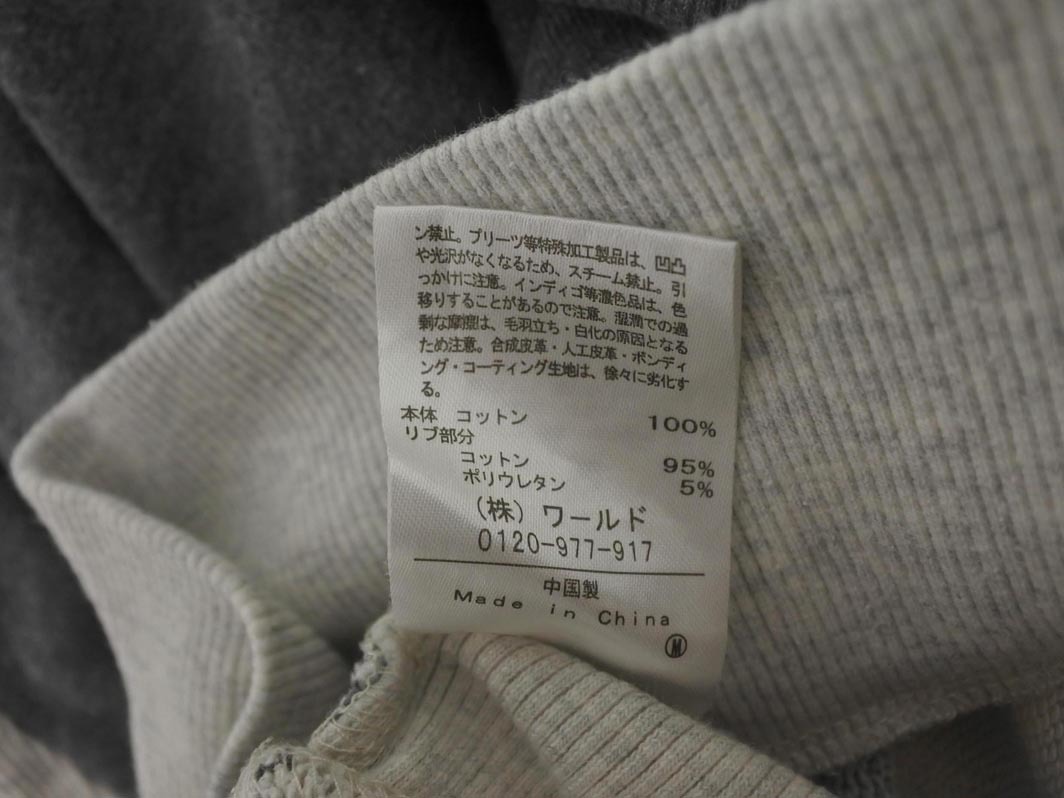 ン禁止。プリーツ等特殊加工製品は、凹凸
や光沢がなくなるため、スチーム禁止。引
っかけに注意。インディゴ等濃色品は、色
移りすることがあるので注意。湿潤での過
剰な摩擦は、毛羽立ち・白化の原因となる
ため注意。合成皮革・人工皮革・ボンディ
ング・コーティング生地は、徐々に劣化す
る。
本体 コットン 100%
リブ部分
コットン 95%
ポリウレタン 5%
(株) ワールド
0120-977-917
中国製
Made in China
M